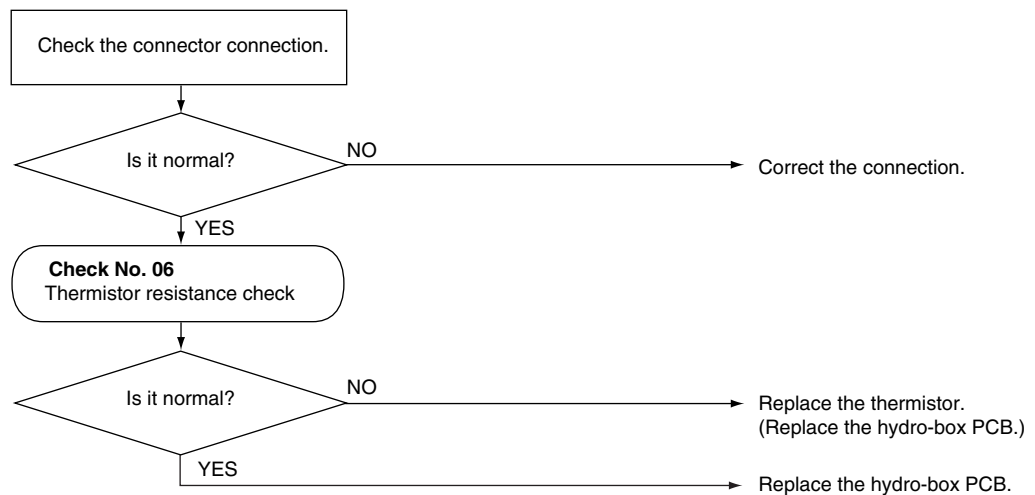 Check the connector connection.
Is it normal?
NO
Correct the connection.
YES
Check No. 06
Thermistor resistance check
Is it normal?
NO
Replace the thermistor.
(Replace the hydro-box PCB.)
YES
Replace the hydro-box PCB.